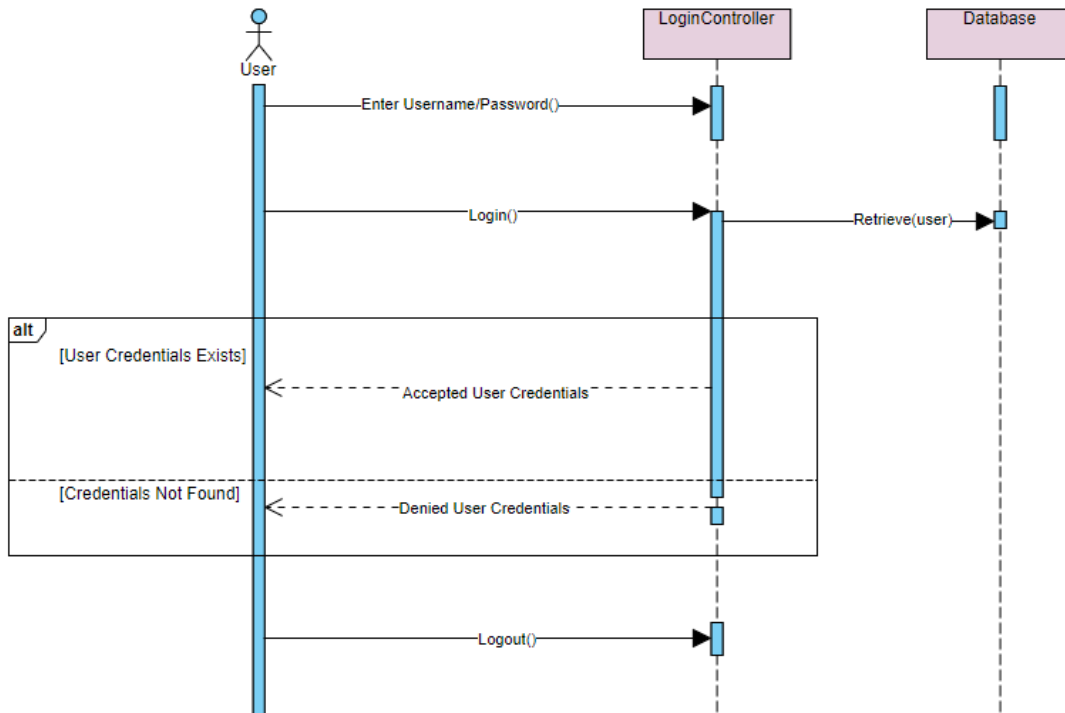 LoginController
Database
User
Enter Username/Password()
Login()
Retrieve(user)
alt
[User Credentials Exists]
Accepted User Credentials
[Credentials Not Found]
Denied User Credentials
Logout()